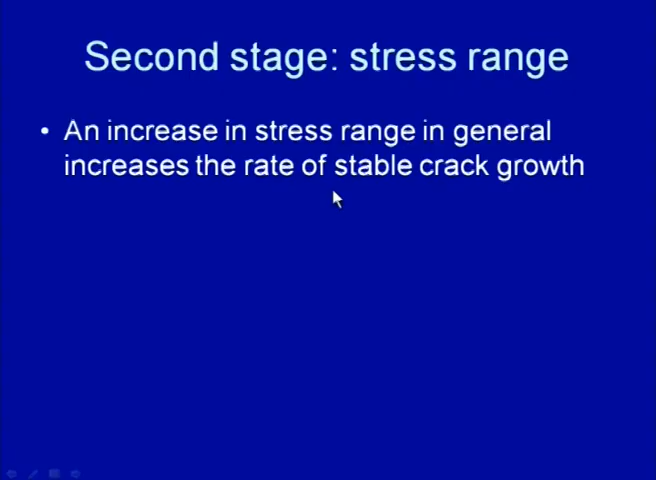 Second stage: stress range
• An increase in stress range in general
increases the rate of stable crack growth